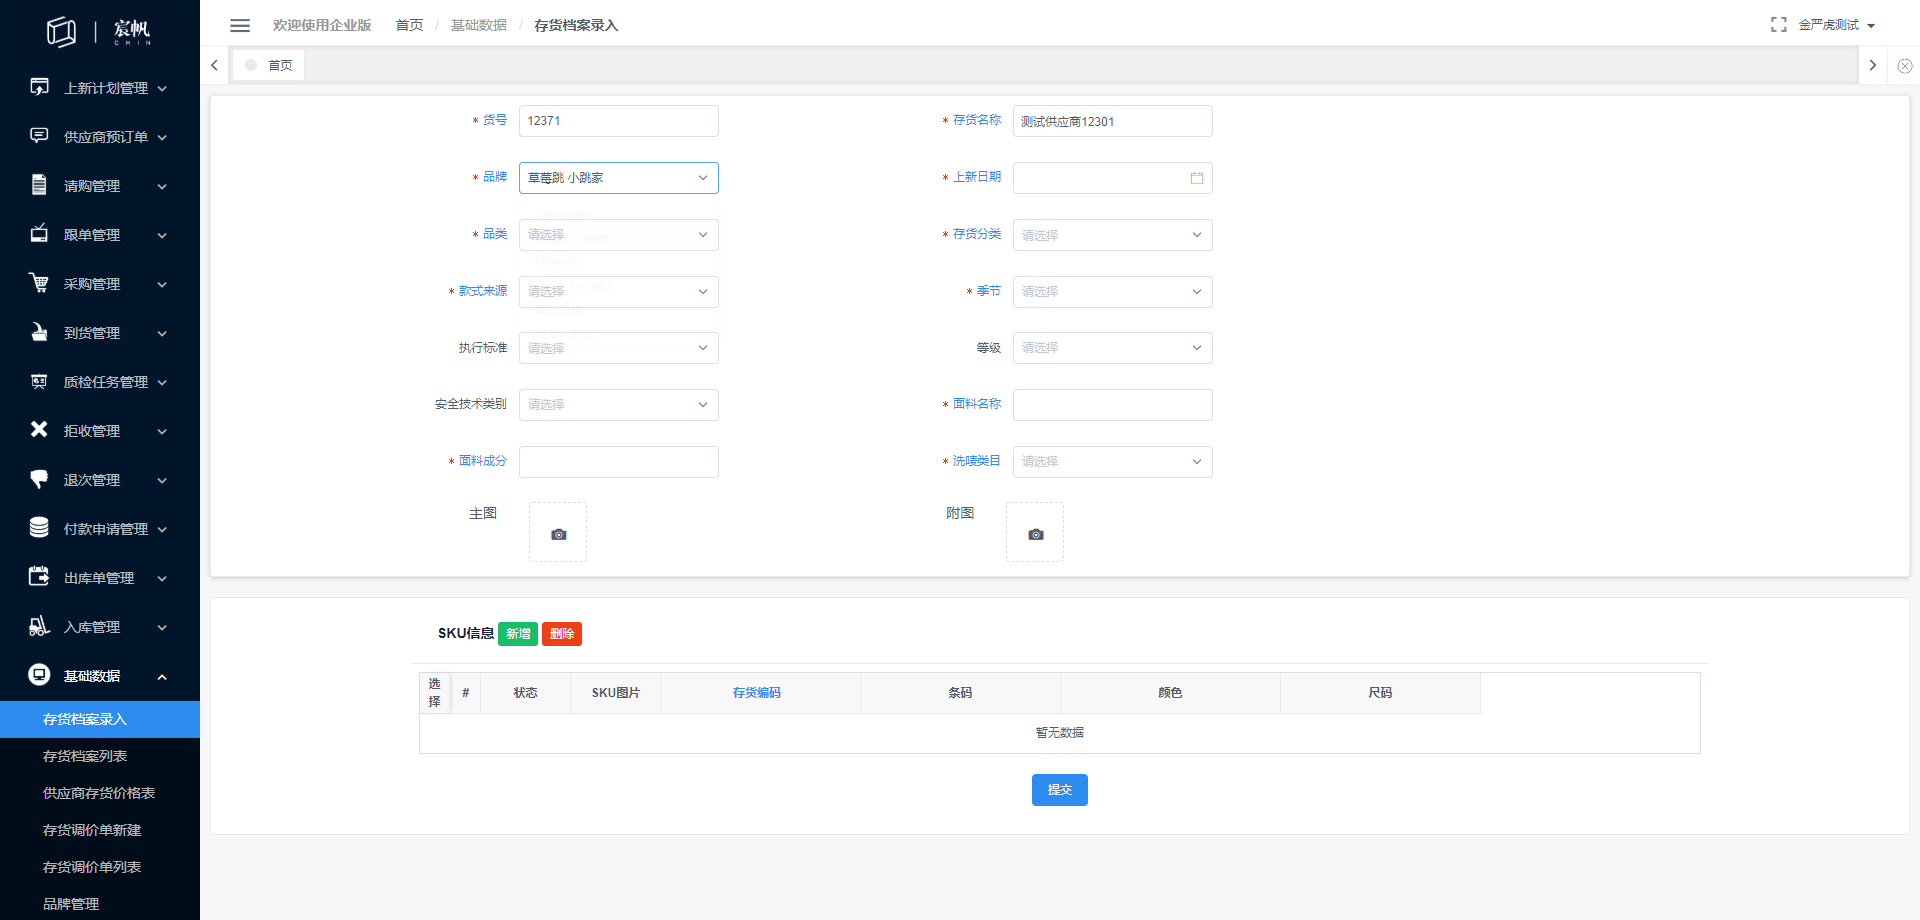 宸帆
CHIN
欢迎使用企业版 首页 / 基础数据 / 存货档案录入
金严虎测试
首页
上新计划管理
供应商预订单
请购管理
跟单管理
采购管理
到货管理
质检任务管理
拒收管理
退次管理
付款申请管理
出库单管理
入库管理
基础数据
存货档案录入
存货档案列表
供应商存货价格表
存货调价单新建
存货调价单列表
品牌管理
* 货号 12371
* 存货名称 测试供应商12301
* 品牌 草莓跳 小跳家
* 上新日期
* 品类 请选择
* 存货分类 请选择
* 款式来源 请选择
* 季节 请选择
执行标准 请选择
等级 请选择
安全技术类别 请选择
* 面料名称
* 面料成分
* 洗唛类目 请选择
主图
附图
SKU信息 新增 删除
选择 # 状态 SKU图片 存货编码 条码 颜色 尺码
暂无数据
提交